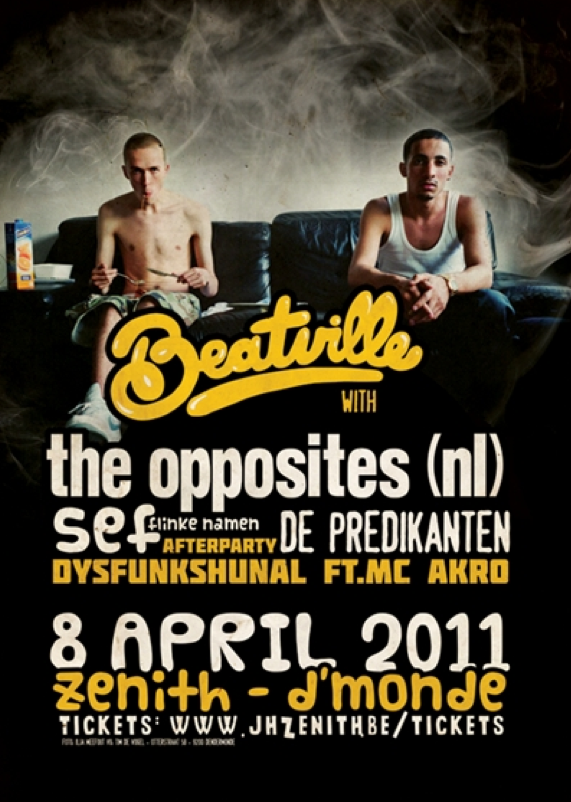 Beatville
WITH
the opposites (nl)
sef flinke namen DE PREDIKANTEN
AFTERPARTY
DYSFUNKSHUNAL FT.MC AKRO
8 APRIL 2011
zenith - d'monde
TICKETS: WWW.JHZENITH.BE/TICKETS